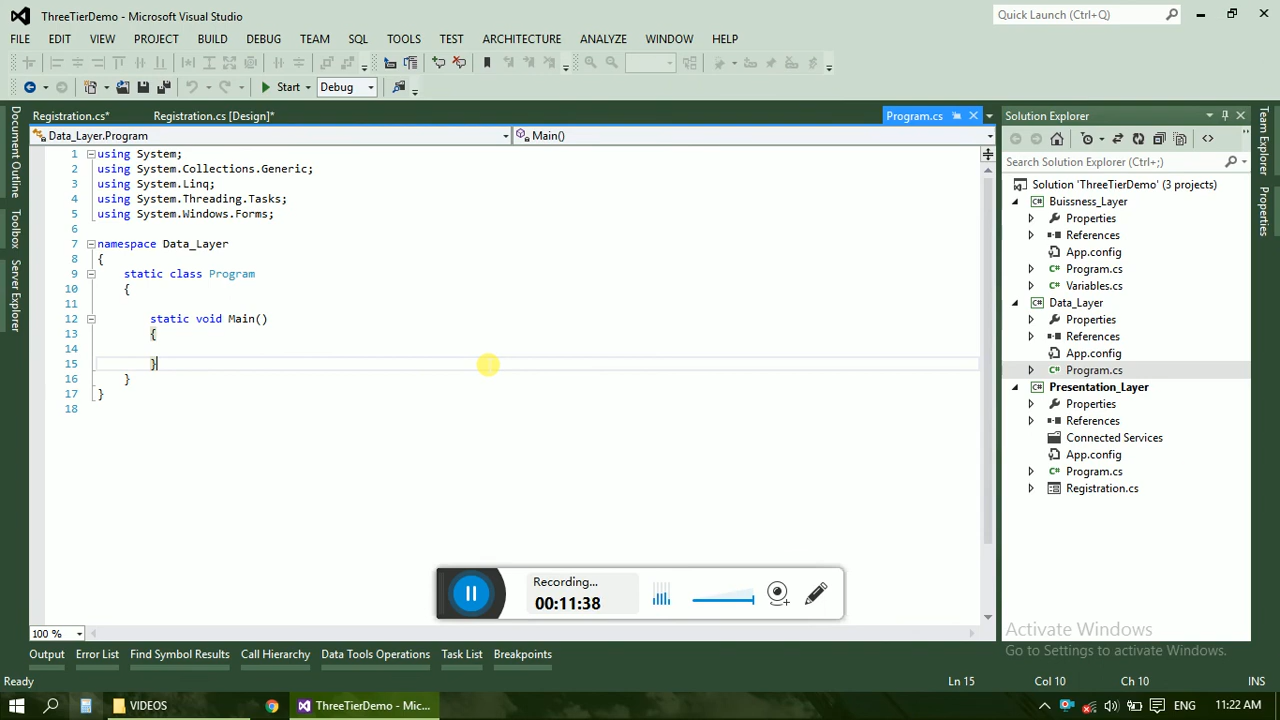 ThreeTierDemo - Microsoft Visual Studio
Quick Launch (Ctrl+Q)
FILE EDIT VIEW PROJECT BUILD DEBUG TEAM SQL TOOLS TEST ARCHITECTURE ANALYZE WINDOW HELP
Start Debug
Registration.cs* Registration.cs [Design]* Program.cs
Data_Layer.Program Main()
1 using System;
2 using System.Collections.Generic;
3 using System.Linq;
4 using System.Threading.Tasks;
5 using System.Windows.Forms;
6
7 namespace Data_Layer
8 {
9 static class Program
10 {
11
12 static void Main()
13 {
14
15 }
16 }
17 }
18
Document Outline
Toolbox
Server Explorer
Solution Explorer
Search Solution Explorer (Ctrl+;)
Solution 'ThreeTierDemo' (3 projects)
Buissness_Layer
Properties
References
App.config
Program.cs
Variables.cs
Data_Layer
Properties
References
App.config
Program.cs
Presentation_Layer
Properties
References
Connected Services
App.config
Program.cs
Registration.cs
Team Explorer
Properties
Recording...
00:11:38
Activate Windows
Go to Settings to activate Windows.
100 %
Output Error List Find Symbol Results Call Hierarchy Data Tools Operations Task List Breakpoints
Ready Ln 15 Col 10 Ch 10 INS
VIDEOS ThreeTierDemo - Mic... ENG 11:22 AM